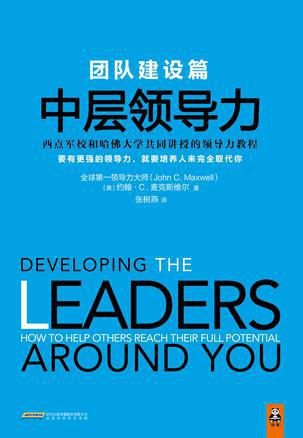 团队建设篇
中层领导力
西点军校和哈佛大学共同讲授的领导力教程
要有更强的领导力，就要培养人来完全取代你
全球第一领导力大师（John C. Maxwell）
[美] 约翰·C. 麦克斯维尔 著
张树燕 译
DEVELOPING THE
LEADERS
HOW TO HELP OTHERS REACH THEIR FULL POTENTIAL
AROUND YOU